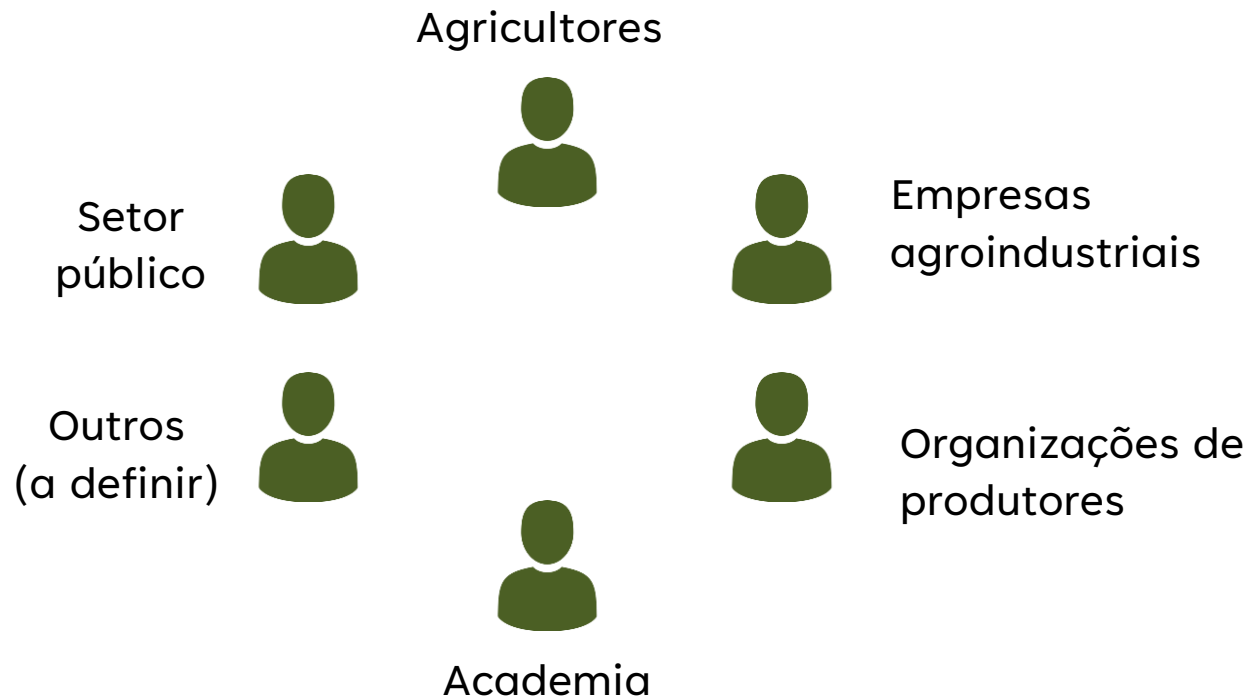 Agricultores
Setor
público
Empresas
agroindustriais
Outros
(a definir)
Organizações de
produtores
Academia